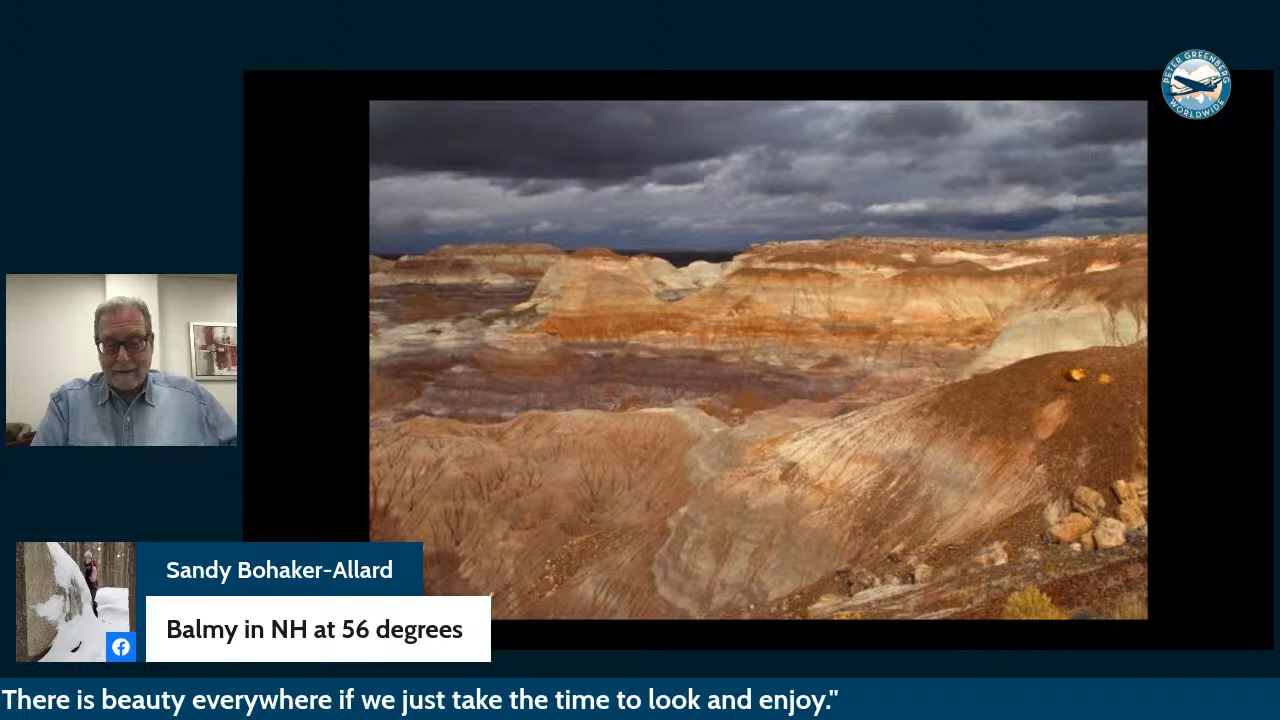 PETER GREENBERG
WORLDWIDE
Sandy Bohaker-Allard
Balmy in NH at 56 degrees
There is beauty everywhere if we just take the time to look and enjoy."